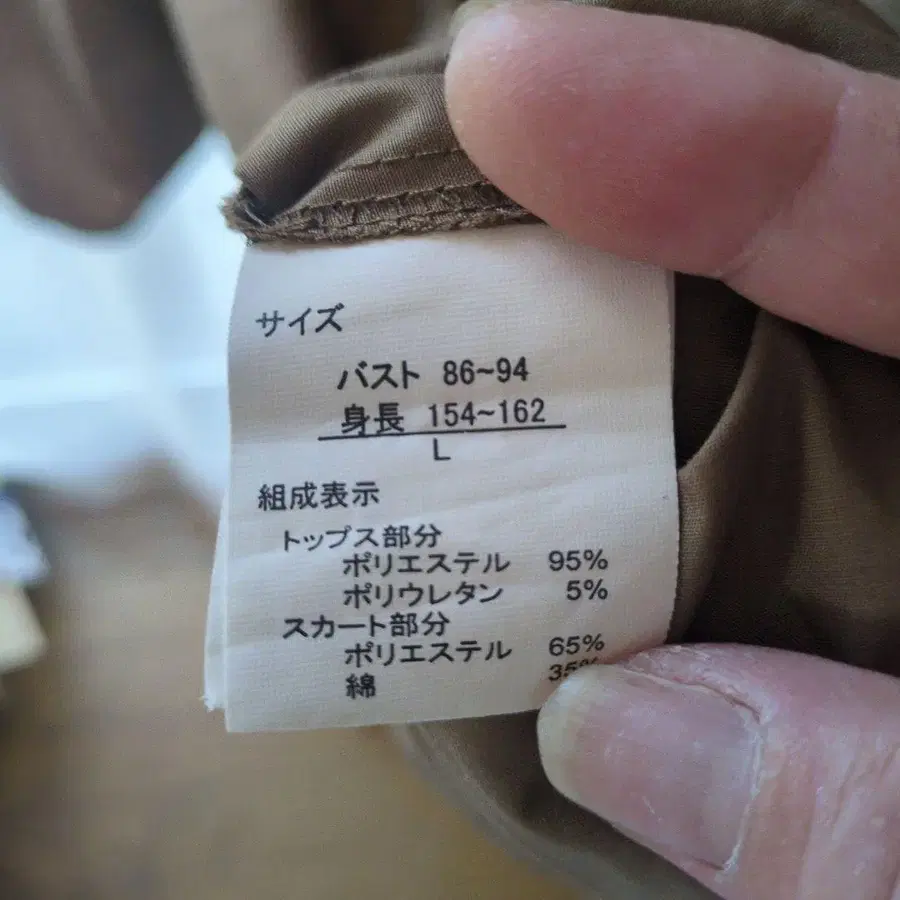 サイズ
バスト 86~94
身長 154~162
L
組成表示
トップス部分
ポリエステル 95%
ポリウレタン 5%
スカート部分
ポリエステル 65%
綿 35%